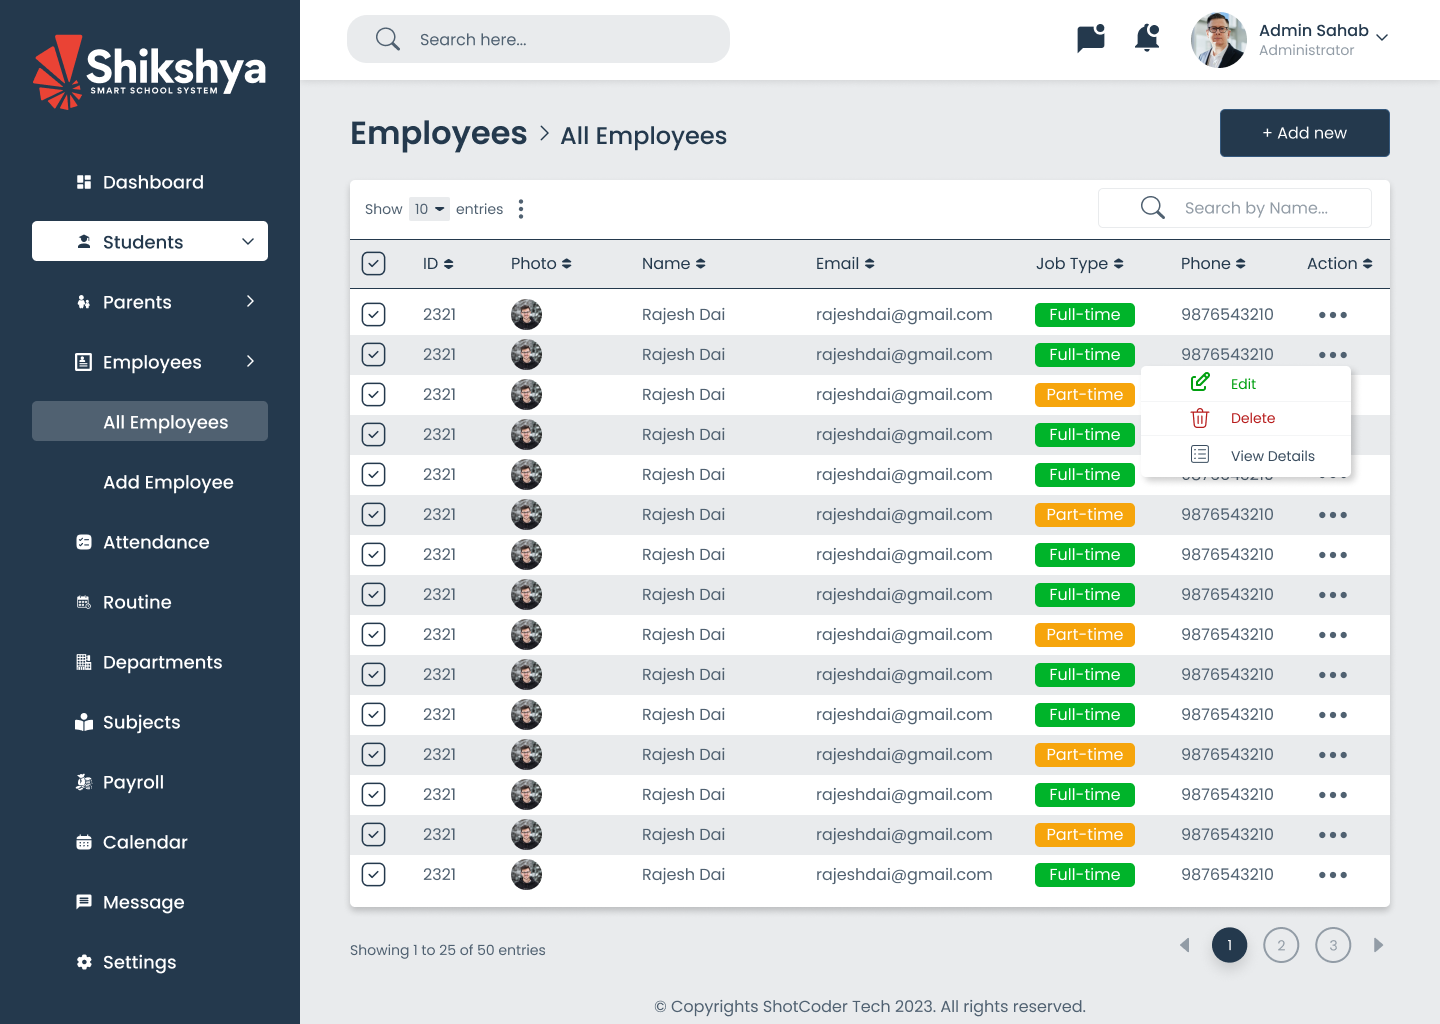 Shikshya
SMART SCHOOL SYSTEM
Dashboard
Students
Parents
Employees
All Employees
Add Employee
Attendance
Routine
Departments
Subjects
Payroll
Calendar
Message
Settings
Search here...
Admin Sahab
Administrator
Employees > All Employees
+ Add new
Show 10 entries
Search by Name...
ID Photo Name Email Job Type Phone Action
2321 Rajesh Dai rajeshdai@gmail.com Full-time 9876543210
2321 Rajesh Dai rajeshdai@gmail.com Full-time 9876543210
2321 Rajesh Dai rajeshdai@gmail.com Part-time
2321 Rajesh Dai rajeshdai@gmail.com Full-time
2321 Rajesh Dai rajeshdai@gmail.com Full-time 9876543210
2321 Rajesh Dai rajeshdai@gmail.com Part-time 9876543210
2321 Rajesh Dai rajeshdai@gmail.com Full-time 9876543210
2321 Rajesh Dai rajeshdai@gmail.com Full-time 9876543210
2321 Rajesh Dai rajeshdai@gmail.com Part-time 9876543210
2321 Rajesh Dai rajeshdai@gmail.com Full-time 9876543210
2321 Rajesh Dai rajeshdai@gmail.com Full-time 9876543210
2321 Rajesh Dai rajeshdai@gmail.com Part-time 9876543210
2321 Rajesh Dai rajeshdai@gmail.com Full-time 9876543210
2321 Rajesh Dai rajeshdai@gmail.com Part-time 9876543210
2321 Rajesh Dai rajeshdai@gmail.com Full-time 9876543210
Edit
Delete
View Details
Showing 1 to 25 of 50 entries
1 2 3
© Copyrights ShotCoder Tech 2023. All rights reserved.